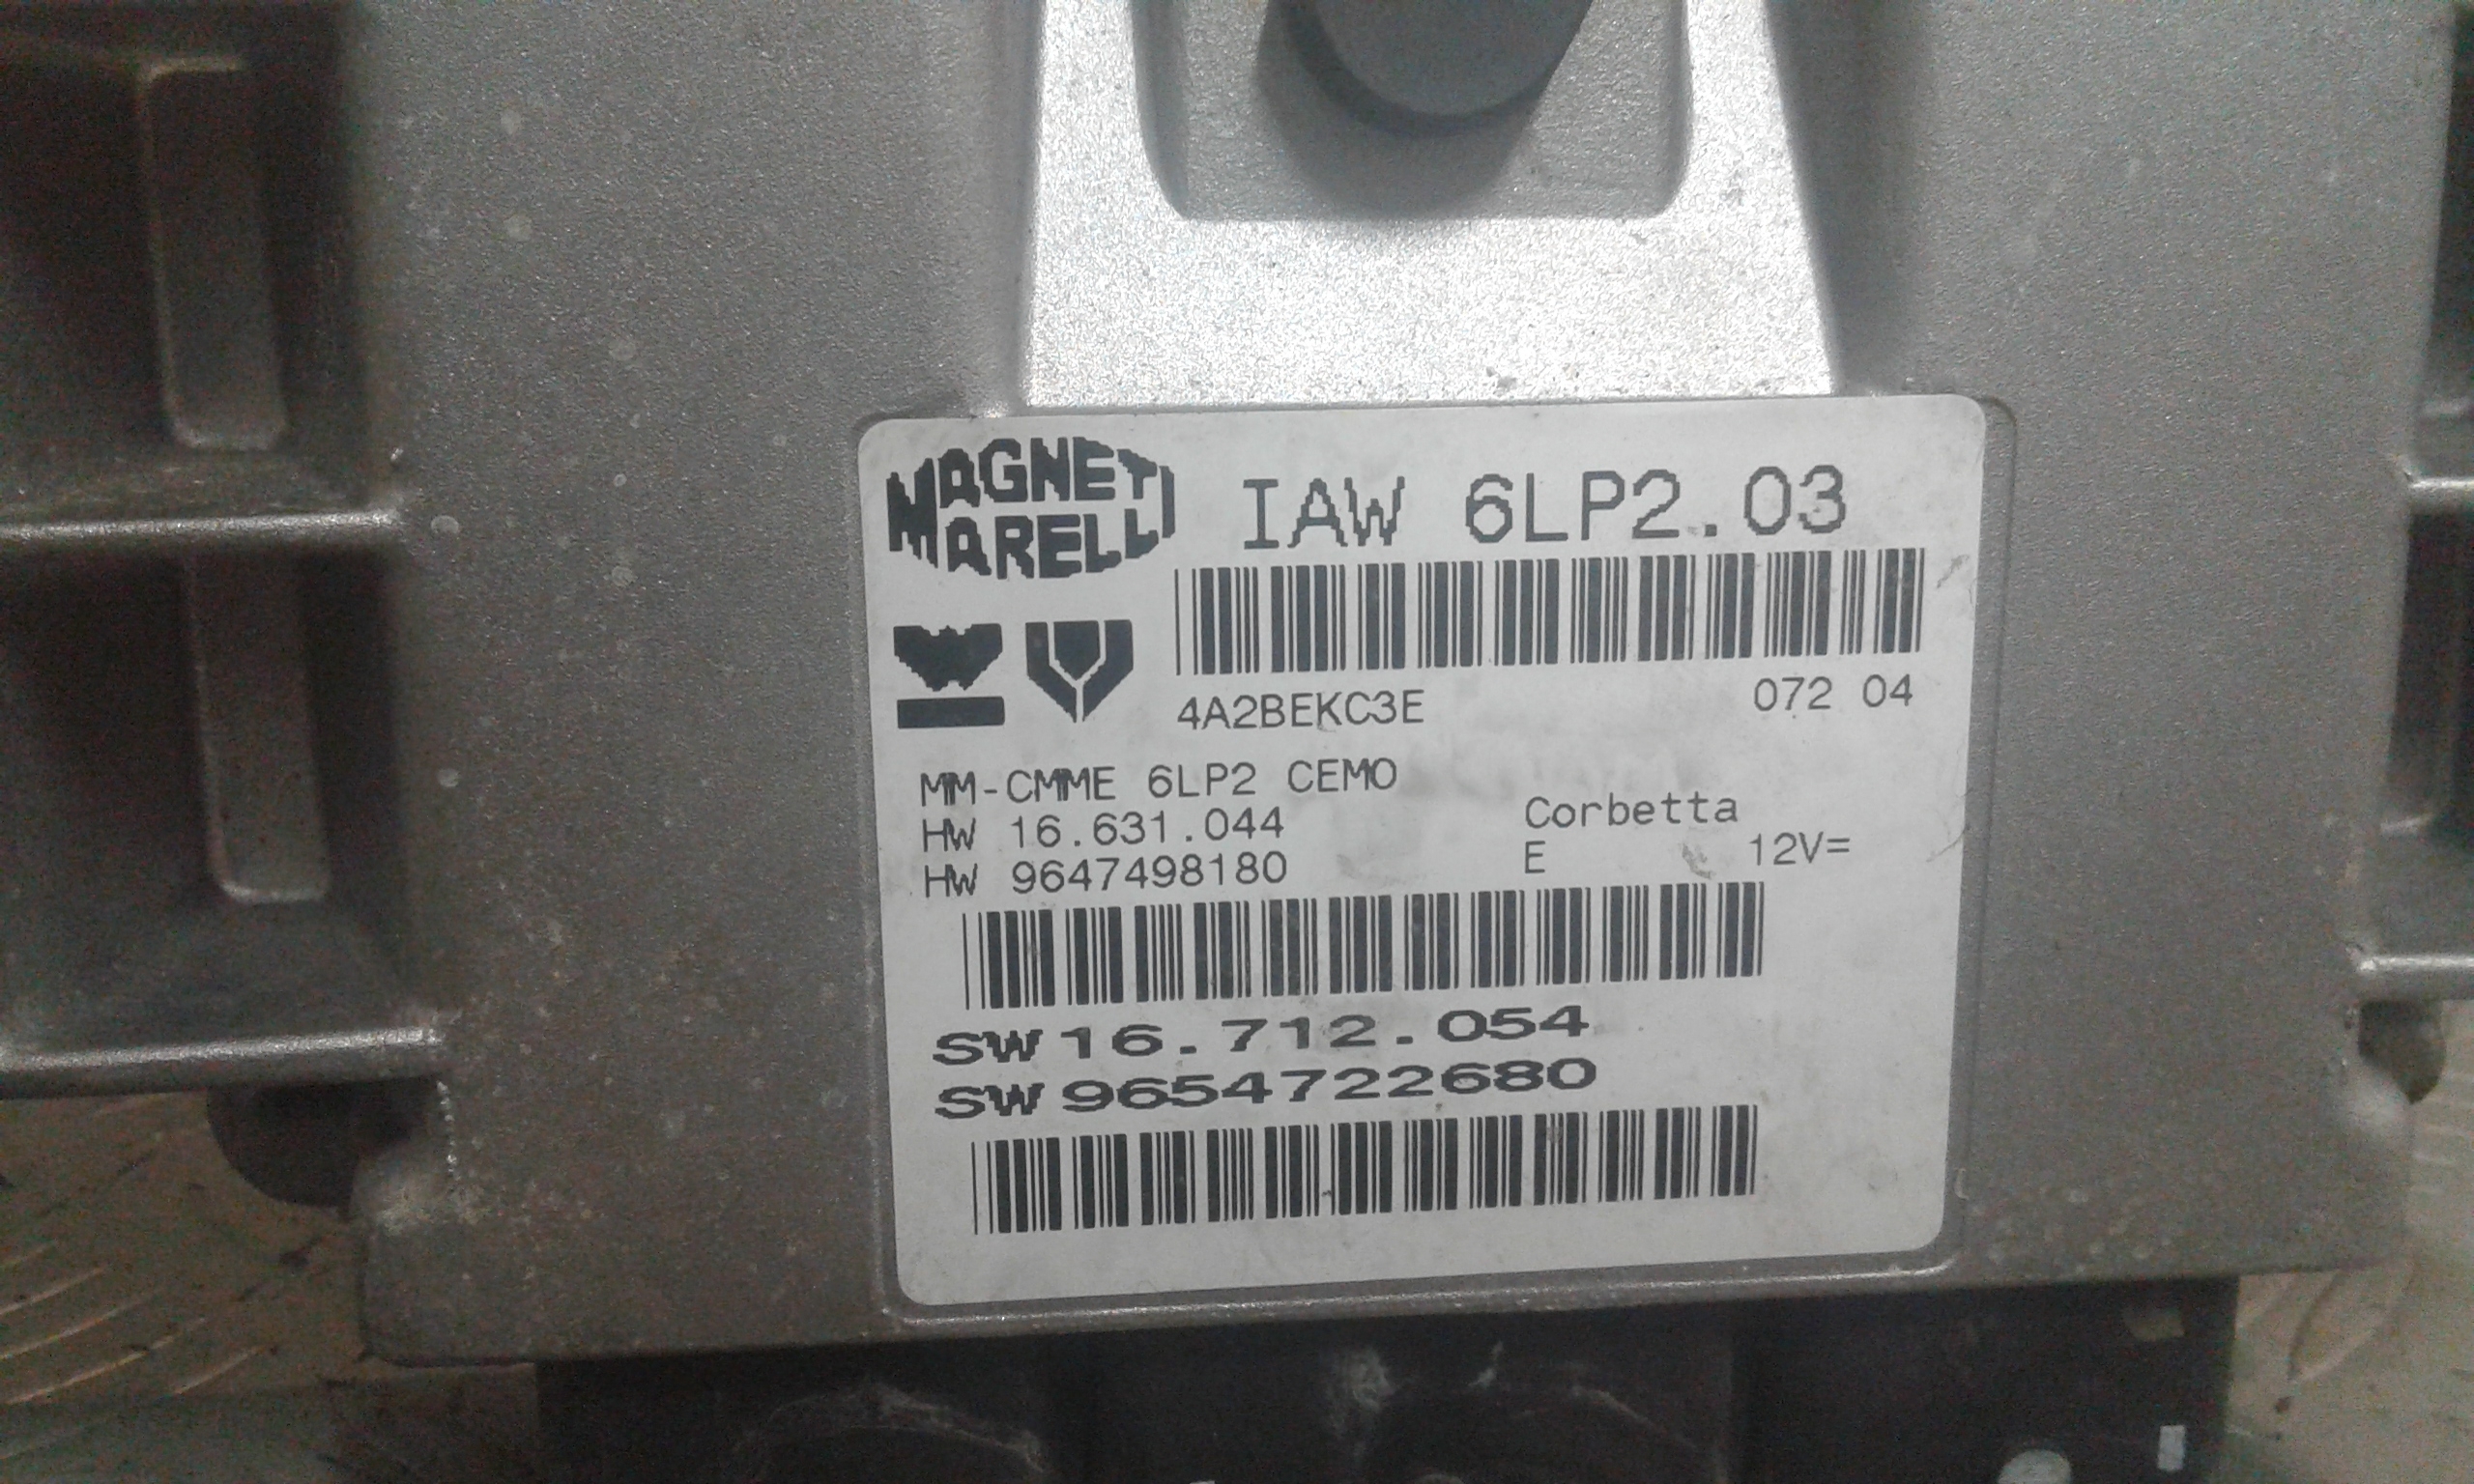 MAGNETI
MARELLI
IAW 6LP2.03
4A2BEKC3E 072 04
MM-CMME 6LP2 CEMO
HW 16.631.044 Corbetta
HW 9647498180 E 12V=
SW 16.712.054
SW 9654722680